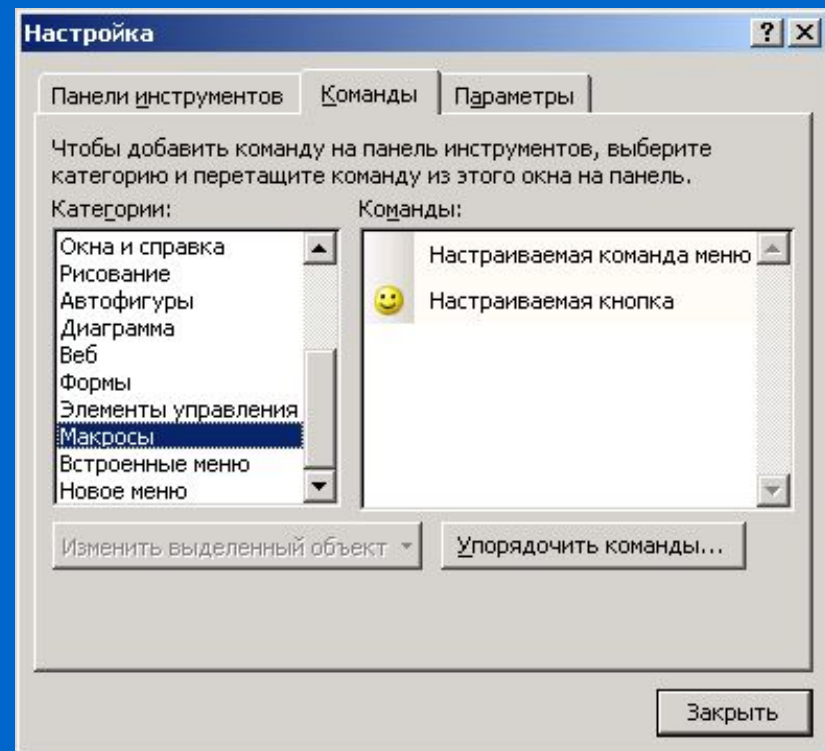 Настройка
Панели инструментов
Команды
Параметры
Чтобы добавить команду на панель инструментов, выберите
категорию и перетащите команду из этого окна на панель.
Категории:
Команды:
Окна и справка
Рисование
Автофигуры
Диаграмма
Веб
Формы
Элементы управления
Макросы
Встроенные меню
Новое меню
Настраиваемая команда меню
Настраиваемая кнопка
Изменить выделенный объект
Упорядочить команды...
Закрыть